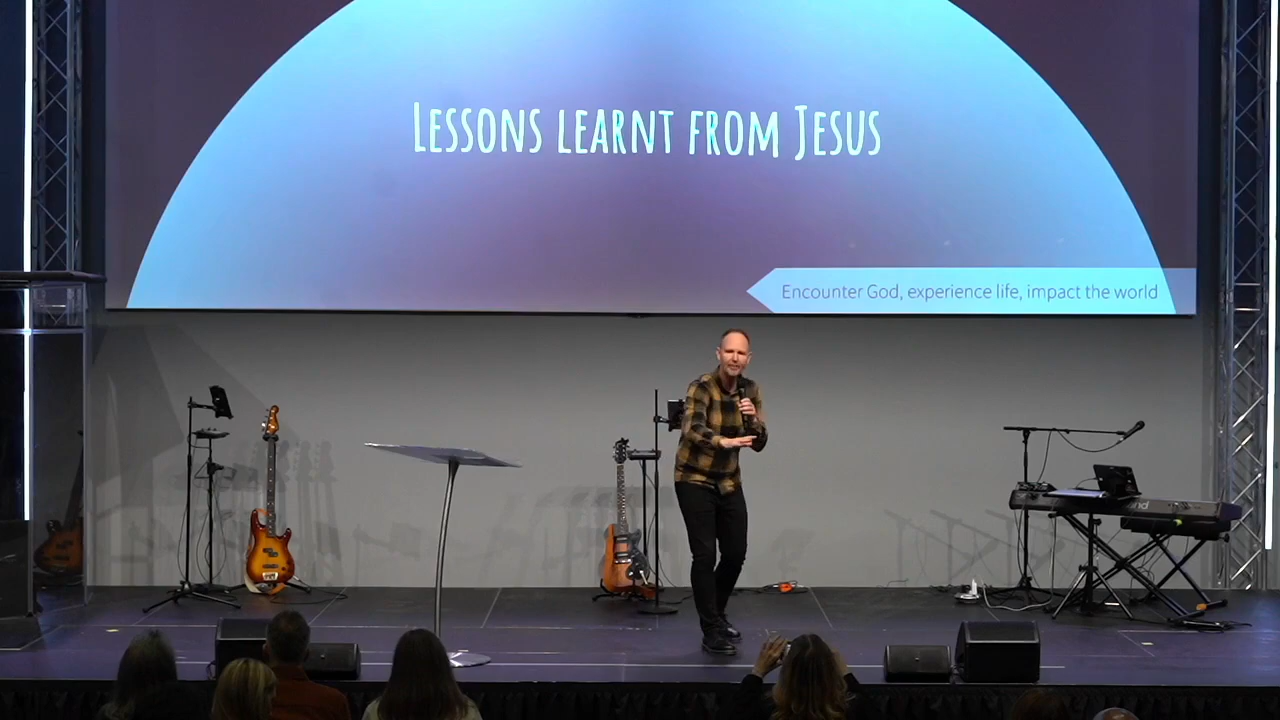 Lessons learnt from Jesus
Encounter God, experience life, impact the world